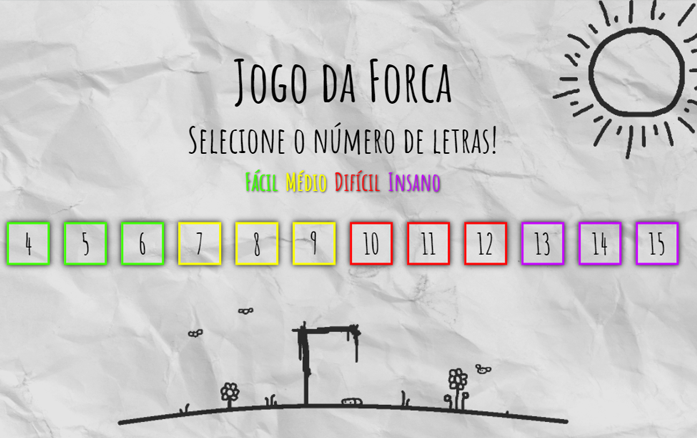 Jogo da Forca
Selecione o número de letras!
Fácil Médio Difícil Insano
4 5 6 7 8 9 10 11 12 13 14 15